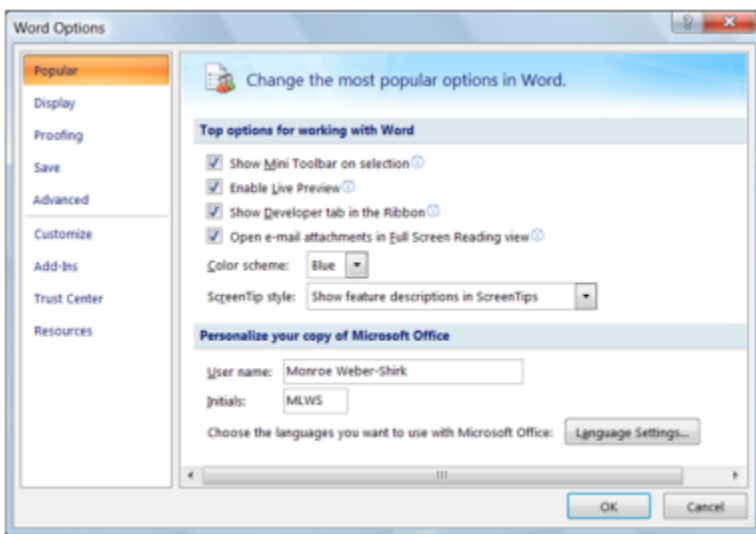 Word Options
Popular
Display
Proofing
Save
Advanced
Customize
Add-Ins
Trust Center
Resources
Change the most popular options in Word.
Top options for working with Word
Show Mini Toolbar on selection
Enable Live Preview
Show Developer tab in the Ribbon
Open e-mail attachments in Full Screen Reading view
Color scheme: Blue
ScreenTip style: Show feature descriptions in ScreenTips
Personalize your copy of Microsoft Office
User name: Monroe Weber-Shirk
Initials: MLWS
Choose the languages you want to use with Microsoft Office: Language Settings...
OK Cancel